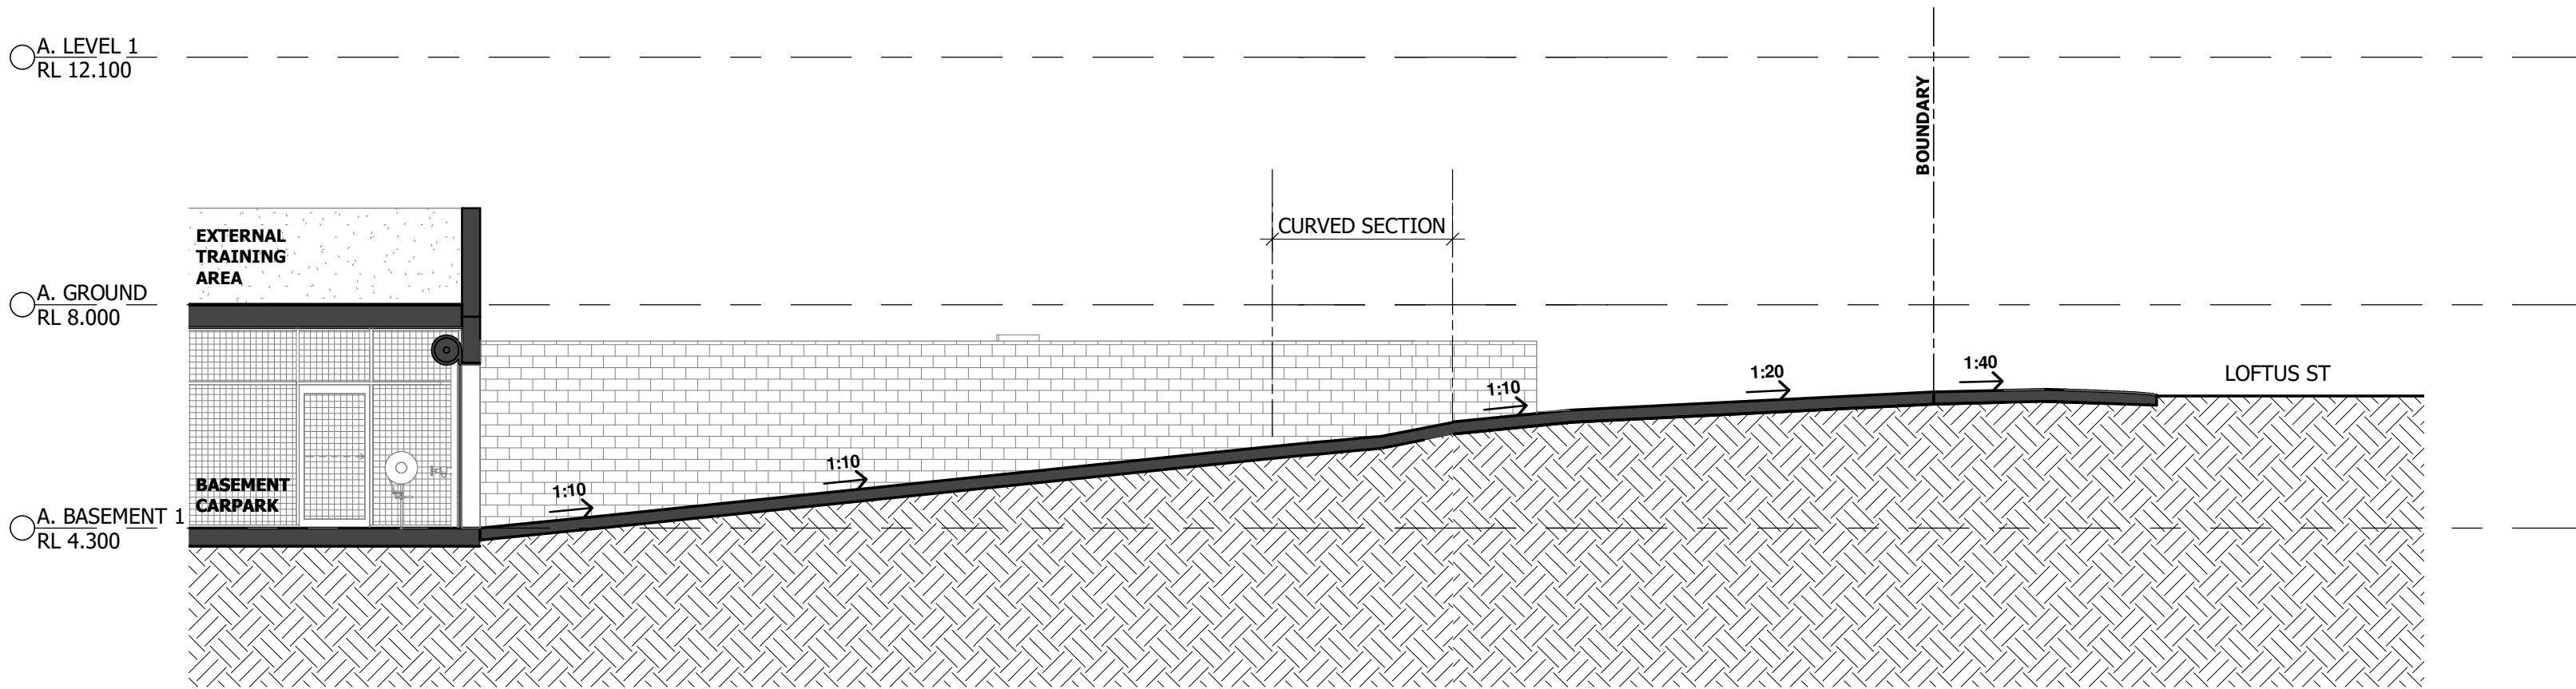 A. LEVEL 1
RL 12.100
BOUNDARY
CURVED SECTION
EXTERNAL
TRAINING
AREA
A. GROUND
RL 8.000
1:10
1:20
1:40
LOFTUS ST
1:10
1:10
BASEMENT
CARPARK
A. BASEMENT 1
RL 4.300